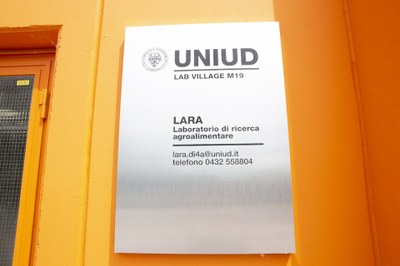 UNIUD
LAB VILLAGE M19
LARA
Laboratorio di ricerca
agroalimentare
lara.di4a@uniud.it
telefono 0432 558804